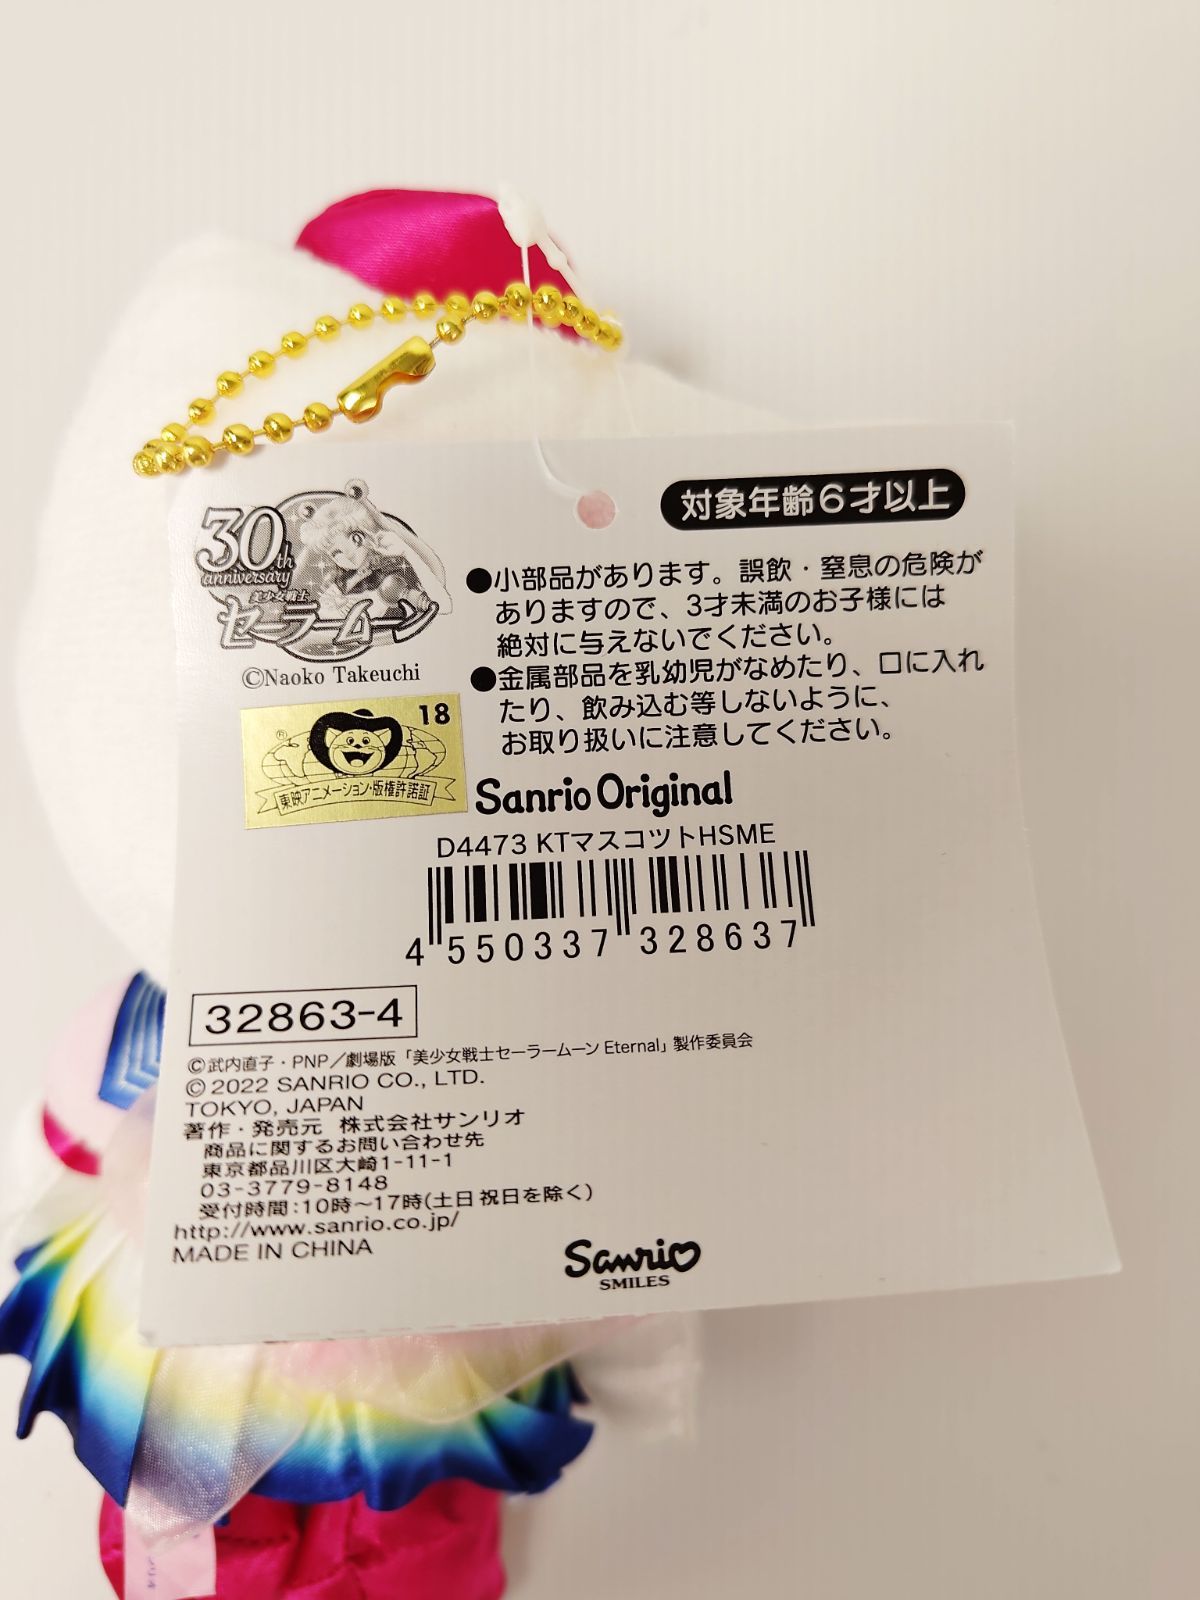 30th
anniversary
美少女戦士
セーラームーン
©Naoko Takeuchi
18
®
東映アニメーション・版権許諾証
対象年齢6才以上
●小部品があります。誤飲・窒息の危険が
ありますので、3才未満のお子様には
絶対に与えないでください。
●金属部品を乳幼児がなめたり、口に入れ
たり、飲み込む等しないように、
お取り扱いに注意してください。
Sanrio Original
D4473 KTマスコットHSME
4 550337 328637
32863-4
©武内直子・PNP／劇場版「美少女戦士セーラームーン Eternal」製作委員会
© 2022 SANRIO CO., LTD.
TOKYO, JAPAN
著作・発売元 株式会社サンリオ
商品に関するお問い合わせ先
東京都品川区大崎1-11-1
03-3779-8148
受付時間:10時～17時(土日祝日を除く)
http://www.sanrio.co.jp/
MADE IN CHINA
Sanrio
SMILES